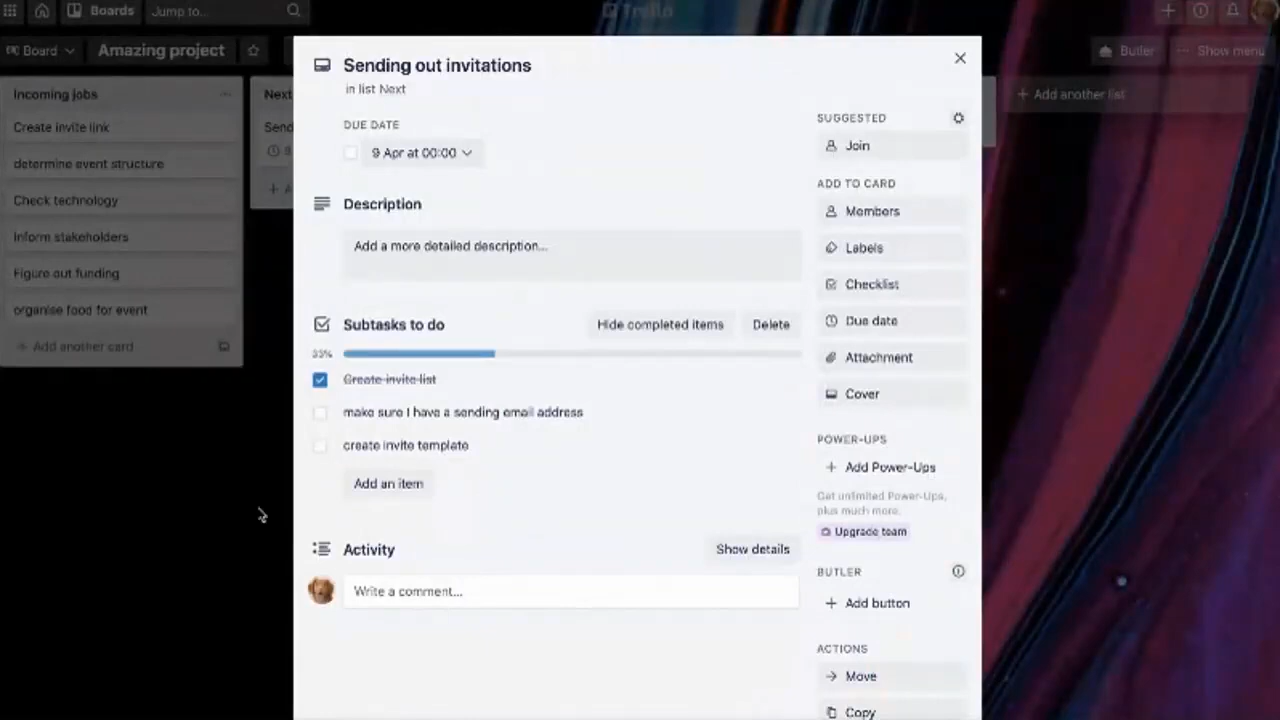 Boards
Jump to...
Trello
Board
Amazing project
Butler
Show menu
Incoming jobs
Create invite link
determine event structure
Check technology
Inform stakeholders
Figure out funding
organise food for event
Add another card
Next
Send
Add another list
Sending out invitations
in list Next
DUE DATE
9 Apr at 00:00
Description
Add a more detailed description...
Subtasks to do
Hide completed items
Delete
33%
Create invite list
make sure I have a sending email address
create invite template
Add an item
Activity
Show details
Write a comment...
SUGGESTED
Join
ADD TO CARD
Members
Labels
Checklist
Due date
Attachment
Cover
POWER-UPS
+ Add Power-Ups
Get unlimited Power-Ups,
plus much more.
Upgrade team
BUTLER
+ Add button
ACTIONS
Move
Copy